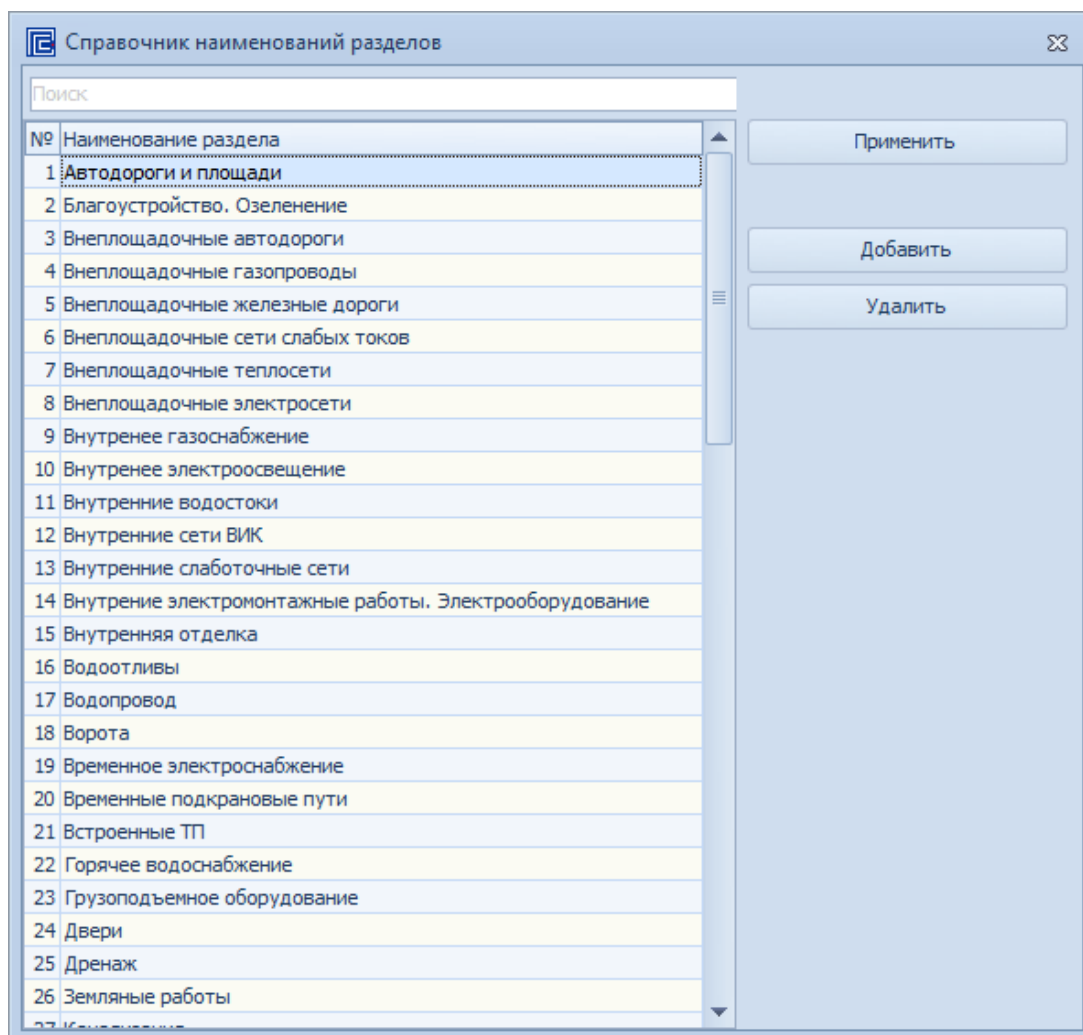 Справочник наименований разделов
Поиск
№ Наименование раздела
Применить
1 Автодороги и площади
2 Благоустройство. Озеленение
3 Внеплощадочные автодороги
Добавить
4 Внеплощадочные газопроводы
5 Внеплощадочные железные дороги
Удалить
6 Внеплощадочные сети слабых токов
7 Внеплощадочные теплосети
8 Внеплощадочные электросети
9 Внутренее газоснабжение
10 Внутренее электроосвещение
11 Внутренние водостоки
12 Внутренние сети ВИК
13 Внутренние слаботочные сети
14 Внутрение электромонтажные работы. Электрооборудование
15 Внутренняя отделка
16 Водоотливы
17 Водопровод
18 Ворота
19 Временное электроснабжение
20 Временные подкрановые пути
21 Встроенные ТП
22 Горячее водоснабжение
23 Грузоподъемное оборудование
24 Двери
25 Дренаж
26 Земляные работы
27